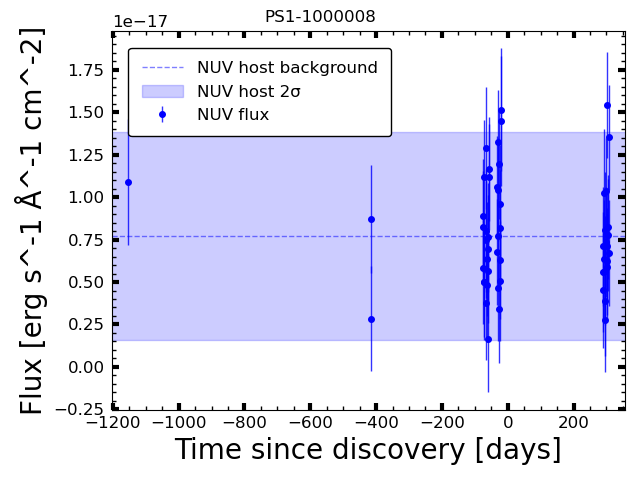 PS1-1000008
1e−17
NUV host background
NUV host 2σ
NUV flux
1.75
1.50
1.25
1.00
0.75
0.50
0.25
0.00
−0.25
−1200
−1000
−800
−600
−400
−200
0
200
Time since discovery [days]
Flux [erg s^-1 Å^-1 cm^-2]